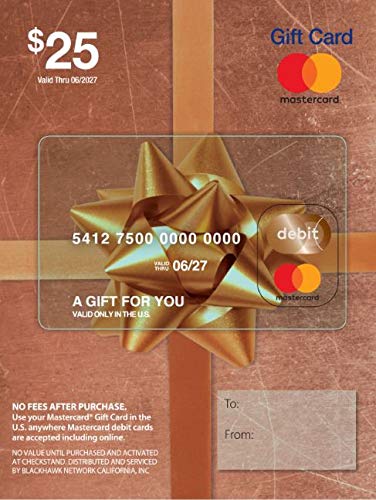 $25
Valid Thru 06/2027
Gift Card
mastercard
5412 7500 0000 0000
debit
VALID
THRU 06/27
mastercard
A GIFT FOR YOU
VALID ONLY IN THE U.S.
NO FEES AFTER PURCHASE.
Use your Mastercard® Gift Card in the
U.S. anywhere Mastercard debit cards
are accepted including online.
NO VALUE UNTIL PURCHASED AND ACTIVATED
AT CHECKSTAND. DISTRIBUTED AND SERVICED
BY BLACKHAWK NETWORK CALIFORNIA, INC
To:
From: